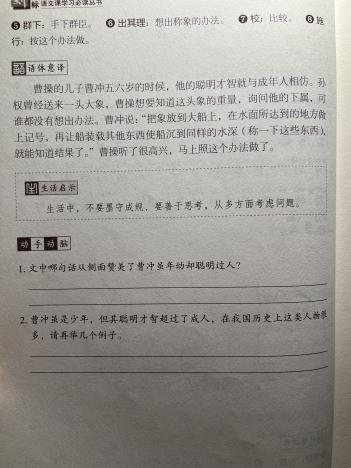 标 语文课学习必读丛书
❺ 群下：手下群臣。 ❻ 出其理：想出称象的办法。 ❼ 校：比较。 ❽ 施
行：按这个办法做。
语体意译
曹操的儿子曹冲五六岁的时候，他的聪明才智就与成年人相仿。孙
权曾经送来一头大象，曹操想要知道这头象的重量，询问他的下属，可
谁都没有想出办法。曹冲说：“把象放到大船上，在水面所达到的地方做
上记号，再让船装载其他东西使船沉到同样的水深（称一下这些东西），
就能知道结果了。”曹操听了很高兴，马上照这个办法做了。
生活启示
生活中，不要墨守成规，要善于思考，从多方面考虑问题。
动手动脑
1. 文中哪句话从侧面赞美了曹冲虽年幼却聪明过人？
2. 曹冲虽是少年，但其聪明才智超过了成人，在我国历史上这类人物很
多，请再举几个例子。